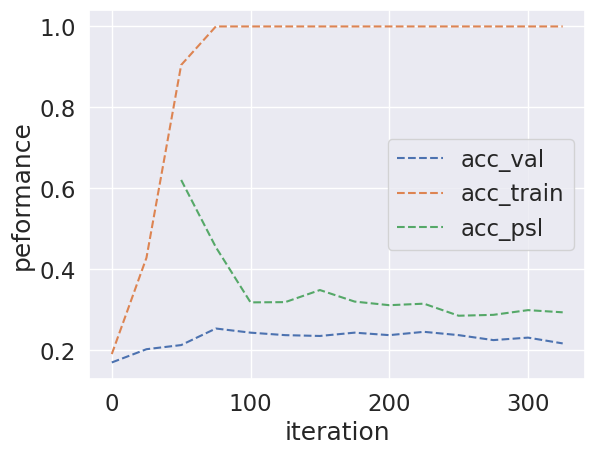 1.0
0.8
0.6
0.4
0.2
peformance
acc_val
acc_train
acc_psl
0 100 200 300
iteration